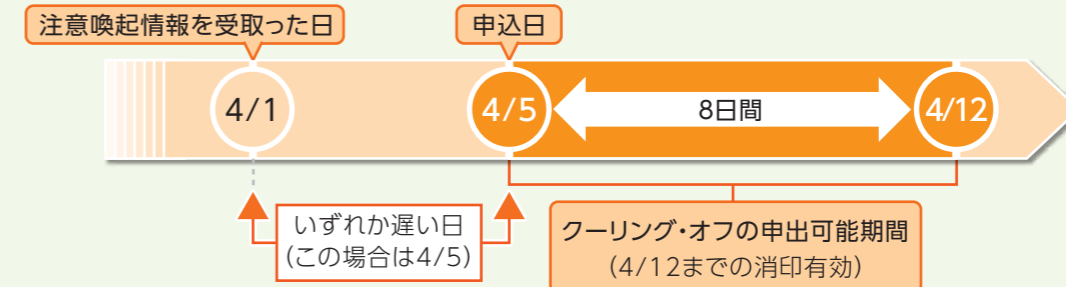 注意喚起情報を受取った日
申込日
4/1
4/5
8日間
4/12
いずれか遅い日
(この場合は4/5)
クーリング・オフの申出可能期間
(4/12までの消印有効)